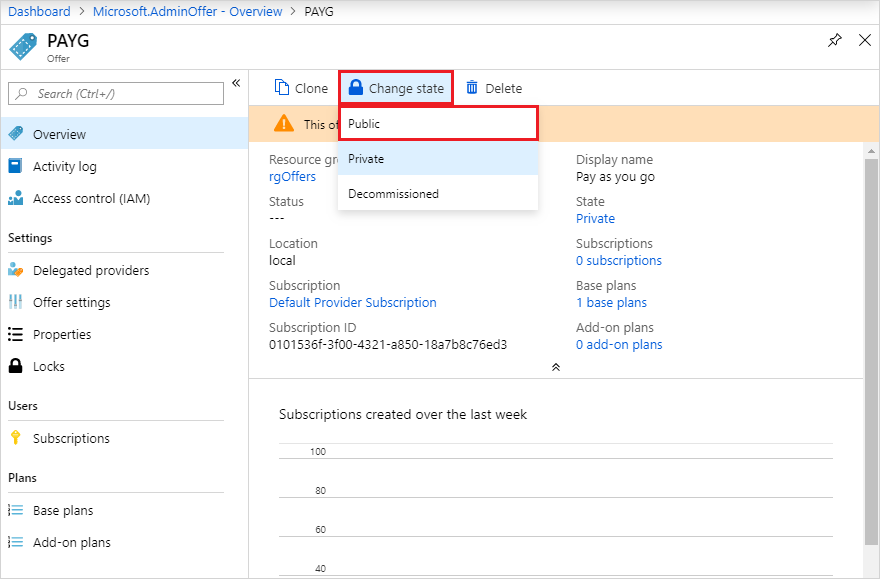 Dashboard > Microsoft.AdminOffer - Overview > PAYG
PAYG
Offer
Search (Ctrl+/)
Overview
Activity log
Access control (IAM)
Settings
Delegated providers
Offer settings
Properties
Locks
Users
Subscriptions
Plans
Base plans
Add-on plans
Clone
Change state
Delete
This of
Public
Private
Decommissioned
Resource gr
rgOffers
Status
---
Location
local
Subscription
Default Provider Subscription
Subscription ID
0101536f-3f00-4321-a850-18a7b8c76ed3
Display name
Pay as you go
State
Private
Subscriptions
0 subscriptions
Base plans
1 base plans
Add-on plans
0 add-on plans
Subscriptions created over the last week
100
80
60
40